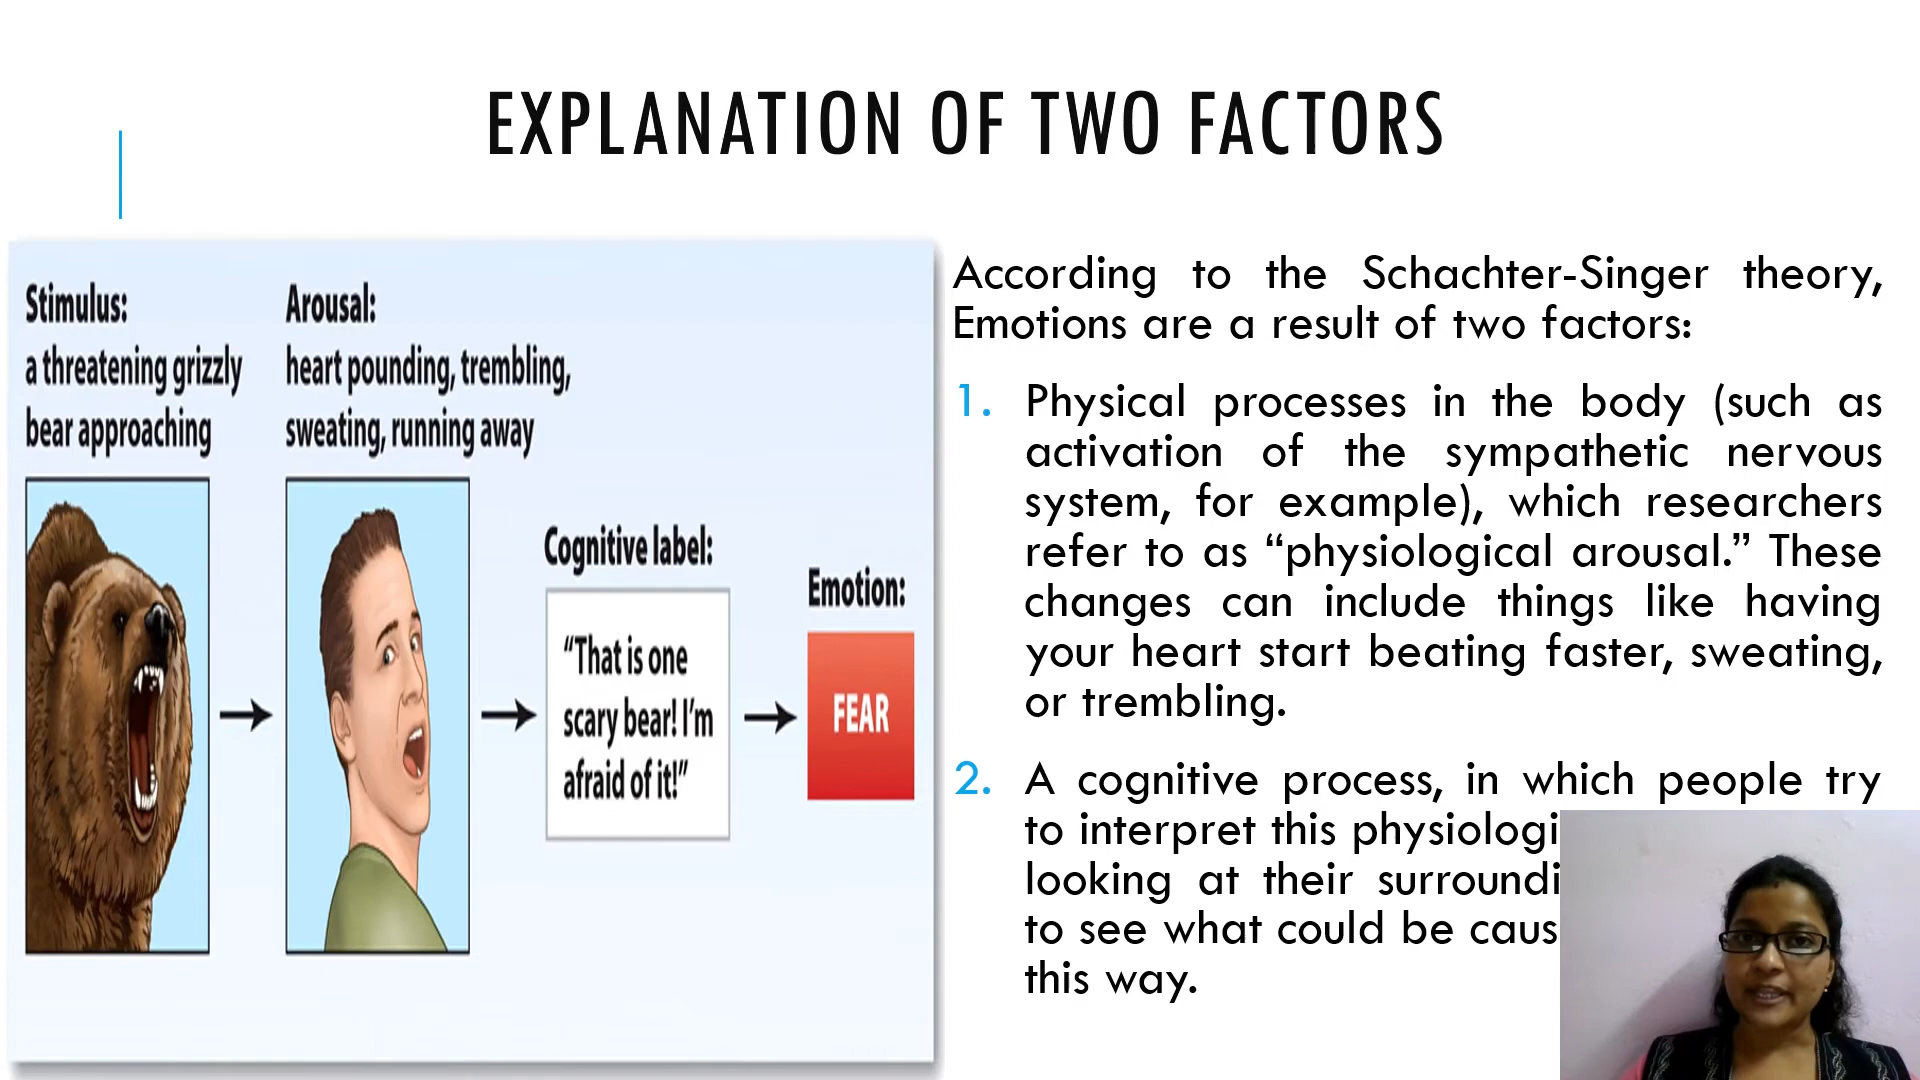 EXPLANATION OF TWO FACTORS
Stimulus:
a threatening grizzly
bear approaching
Arousal:
heart pounding, trembling,
sweating, running away
Cognitive label:
“That is one
scary bear! I’m
afraid of it!”
Emotion:
FEAR
According to the Schachter-Singer theory,
Emotions are a result of two factors:
1. Physical processes in the body (such as
activation of the sympathetic nervous
system, for example), which researchers
refer to as “physiological arousal.” These
changes can include things like having
your heart start beating faster, sweating,
or trembling.
2. A cognitive process, in which people try
to interpret this
looking at their
to see what could be
this way.